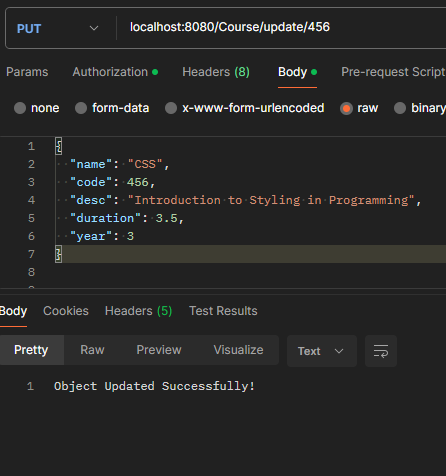 PUT localhost:8080/Course/update/456
Params Authorization Headers (8) Body Pre-request Script
none form-data x-www-form-urlencoded raw binary
1 {
2 "name": "CSS",
3 "code": 456,
4 "desc": "Introduction to Styling in Programming",
5 "duration": 3.5,
6 "year": 3
7 }
8
Body Cookies Headers (5) Test Results
Pretty Raw Preview Visualize Text
1 Object Updated Successfully!